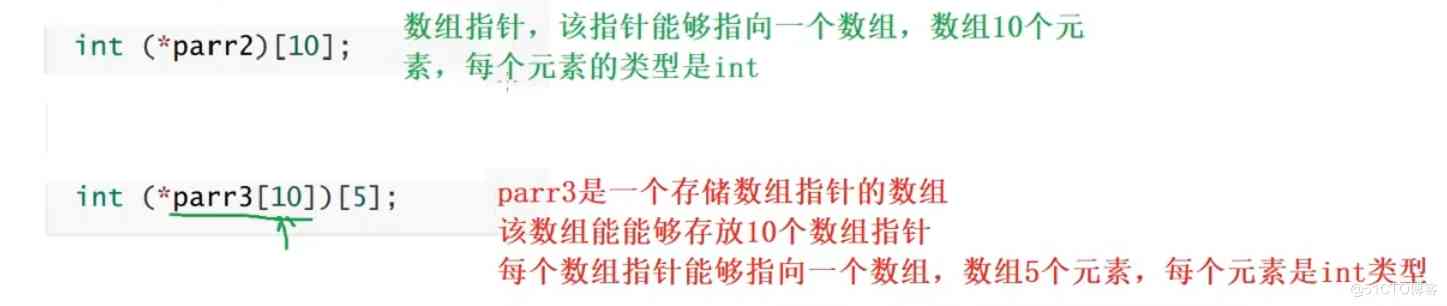 int (*parr2)[10];
数组指针，该指针能够指向一个数组，数组10个元
素，每个元素的类型是int
int (*parr3[10])[5];
parr3是一个存储数组指针的数组
该数组能能够存放10个数组指针
每个数组指针能够指向一个数组，数组5个元素，每个元素是int类型
@51CTO博客